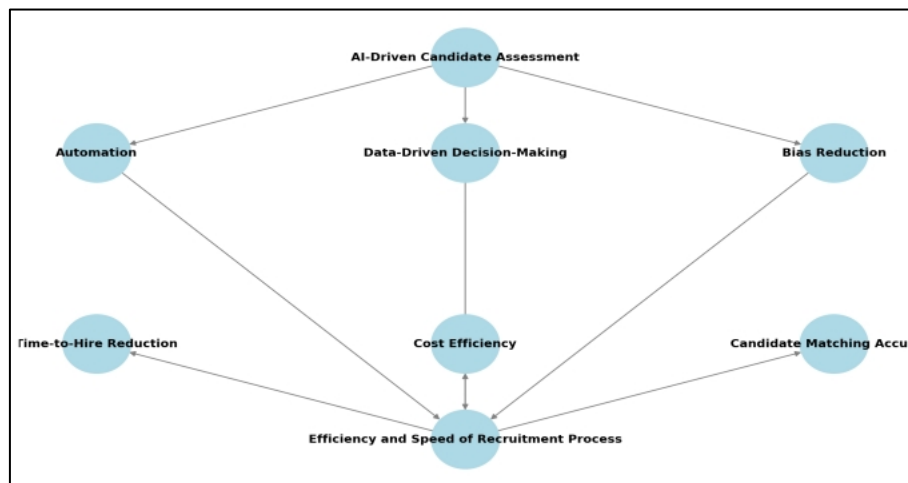 AI-Driven Candidate Assessment
Automation
Data-Driven Decision-Making
Bias Reduction
Time-to-Hire Reduction
Cost Efficiency
Candidate Matching Accu
Efficiency and Speed of Recruitment Process